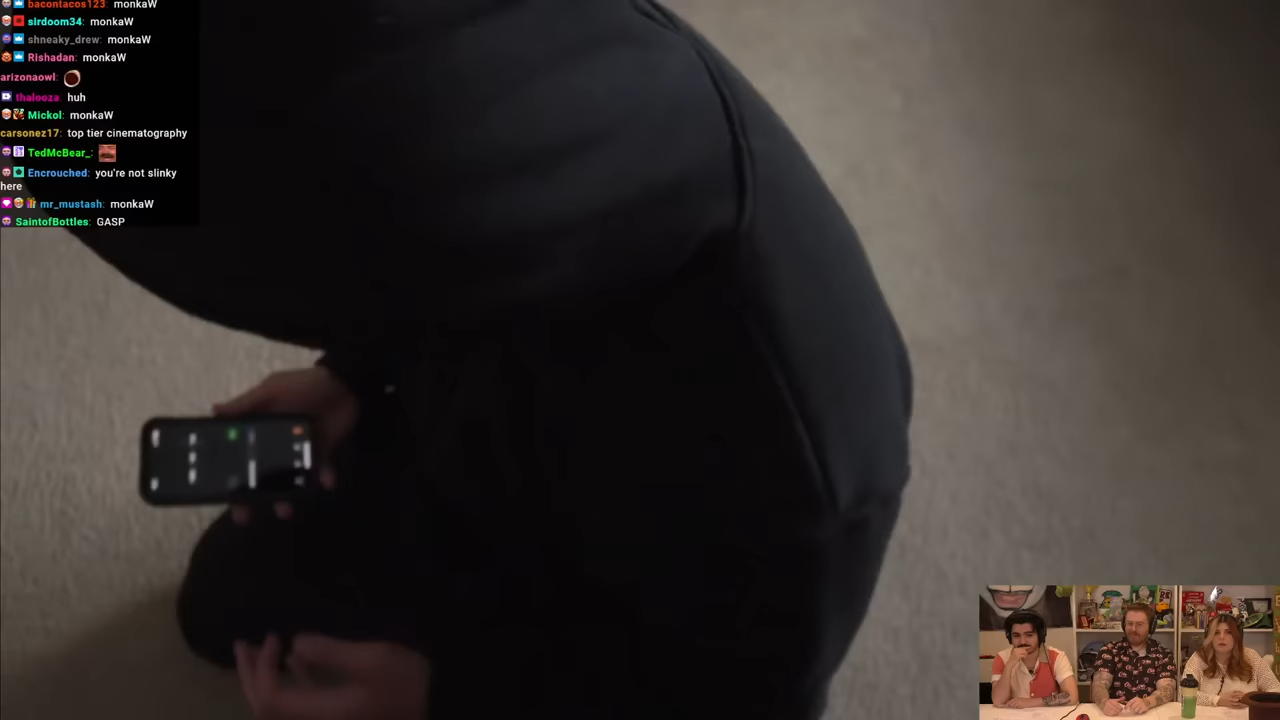 bacontacos123: monkaW
sirdoom34: monkaW
shneaky_drew: monkaW
Rishadan: monkaW
arizonaowl:
thalooza: huh
Mickol: monkaW
carsonez17: top tier cinematography
TedMcBear_:
Encrouched: you're not slinky
here
mr_mustash: monkaW
SaintofBottles: GASP